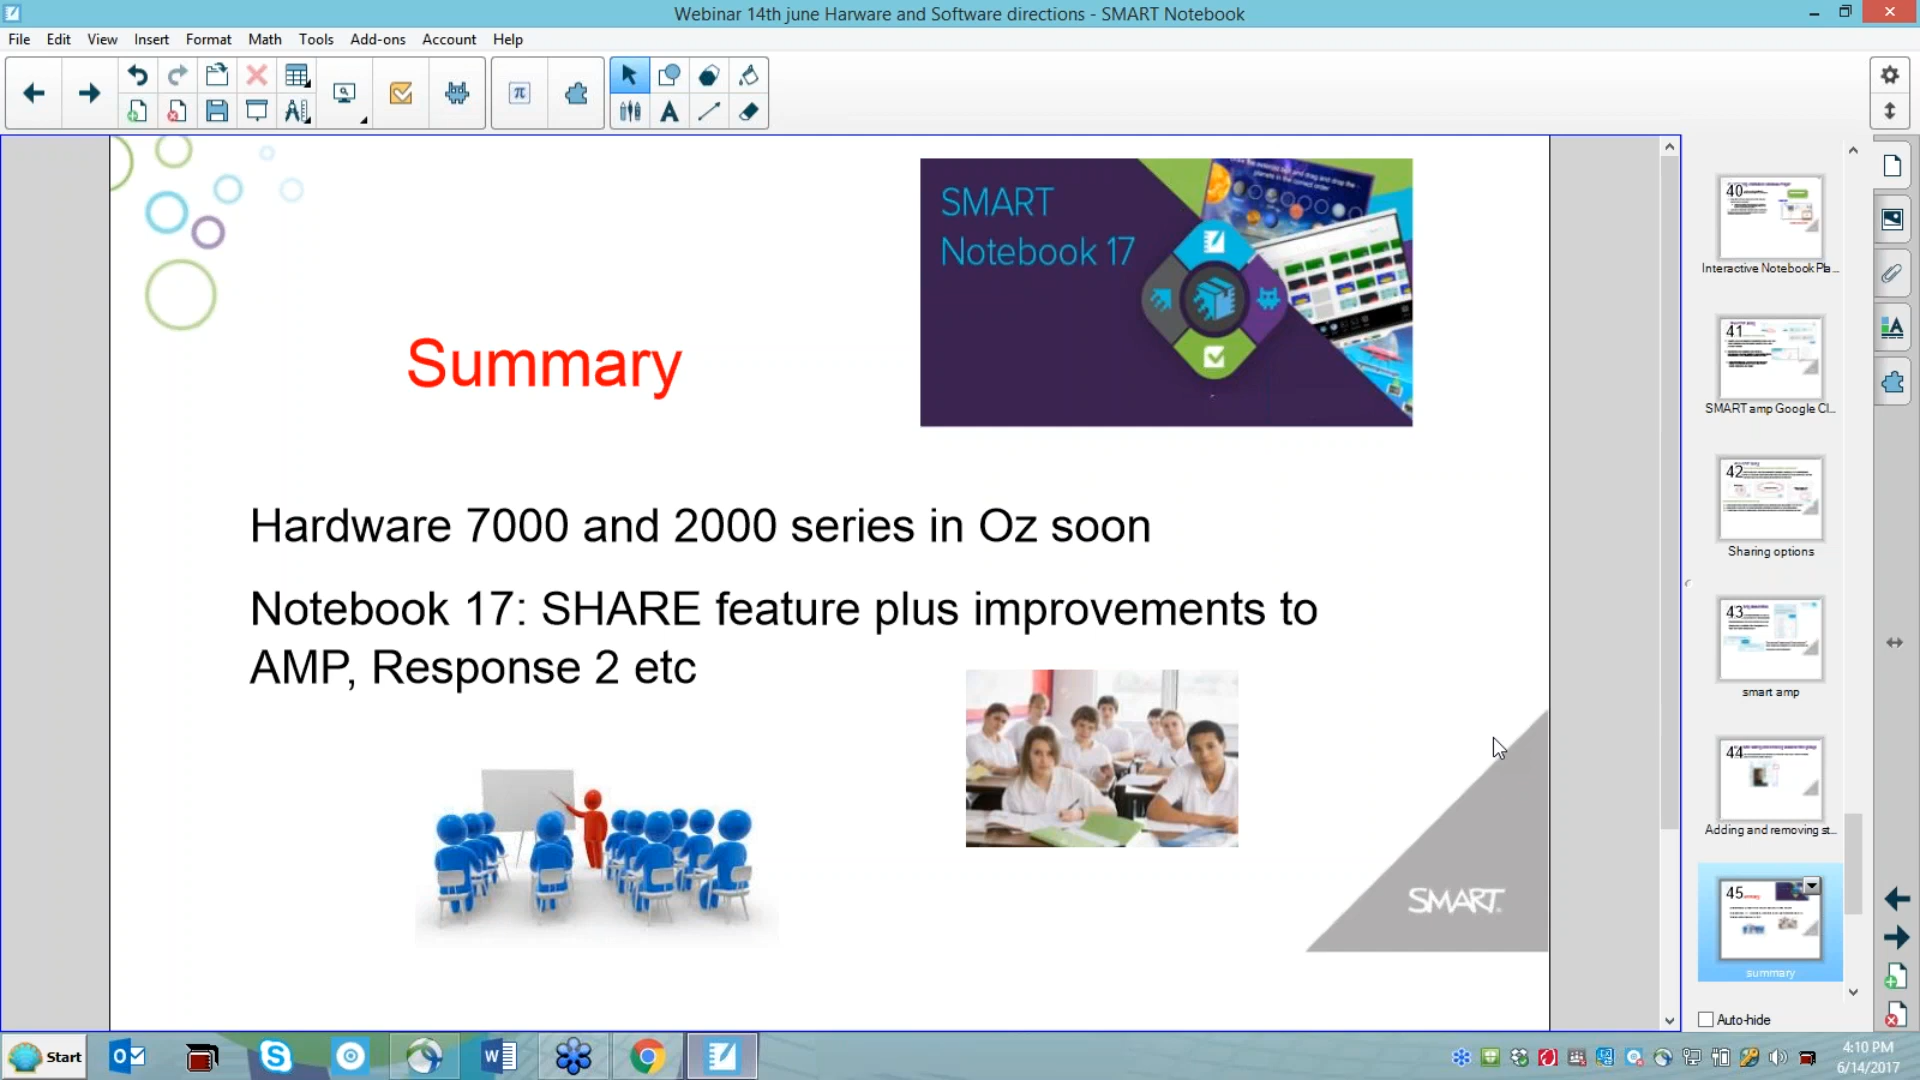 Webinar 14th june Harware and Software directions - SMART Notebook
File Edit View Insert Format Math Tools Add-ons Account Help
SMART
Notebook 17
Summary
Hardware 7000 and 2000 series in Oz soon
Notebook 17: SHARE feature plus improvements to
AMP, Response 2 etc
SMART
40
Interactive Notebook Pla...
41
SMART amp Google Cl...
42
Sharing options
43
smart amp
44
Adding and removing st...
45
summary
Auto-hide
Start
4:10 PM
6/14/2017